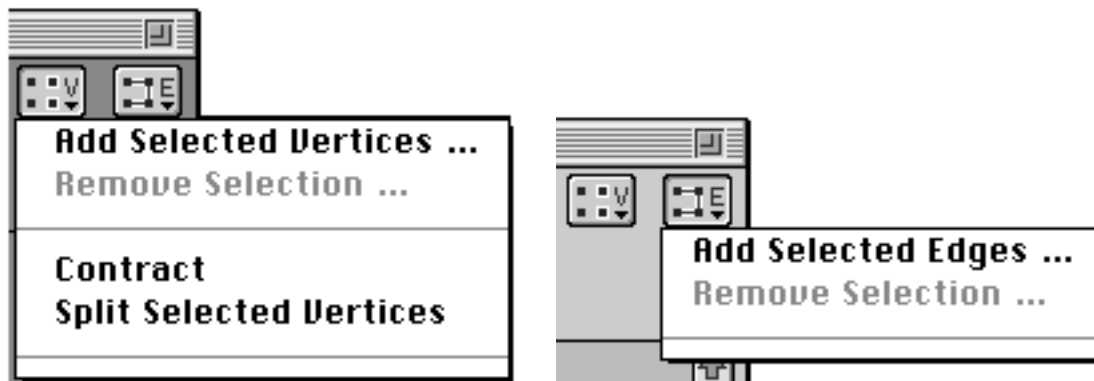 V E
Add Selected Vertices ...
Remove Selection ...
Contract
Split Selected Vertices
V E
Add Selected Edges ...
Remove Selection ...